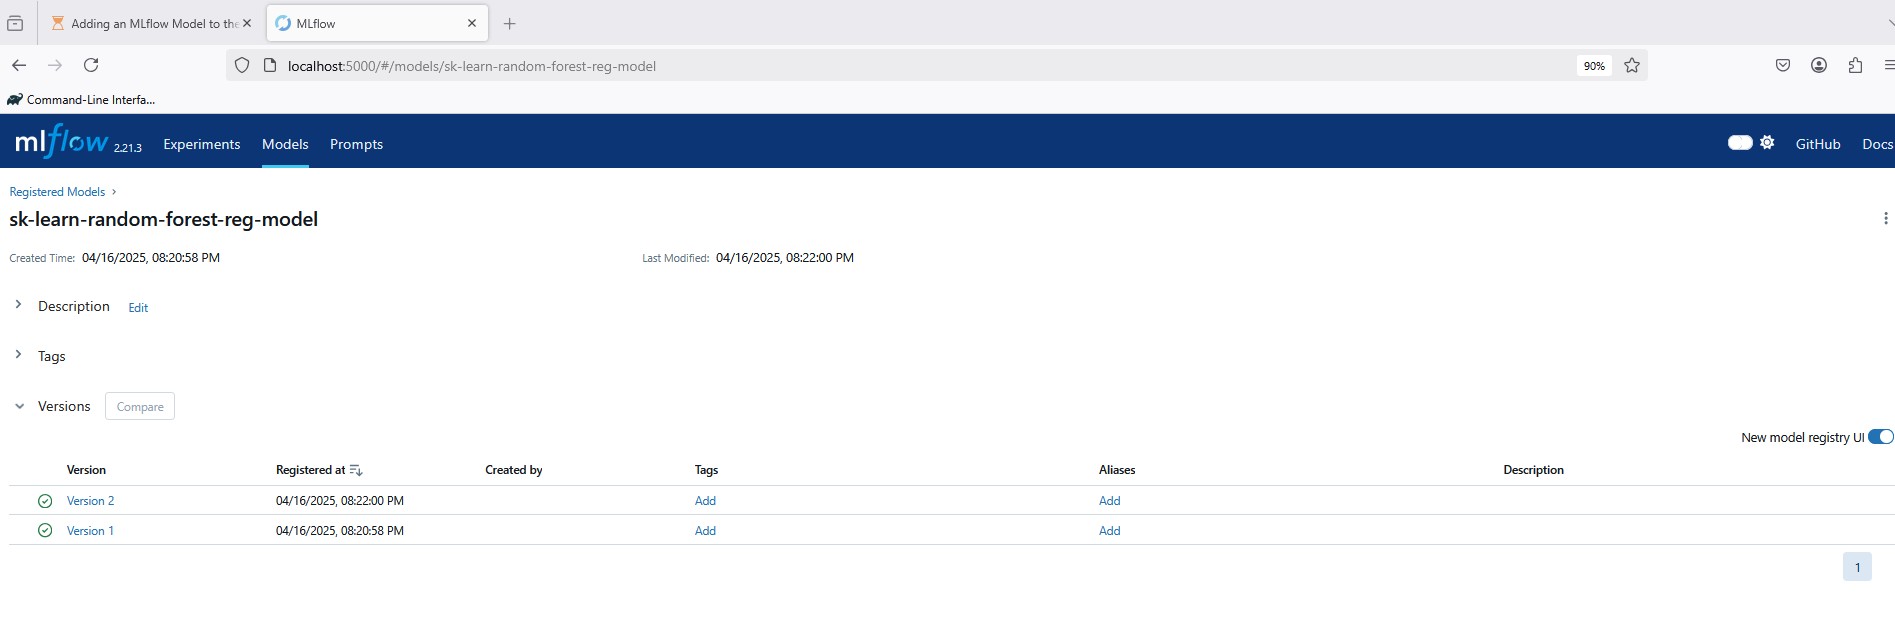 Adding an MLflow Model to the
MLflow
localhost:5000/#/models/sk-learn-random-forest-reg-model
90%
Command-Line Interfa...
mlflow 2.21.3 Experiments Models Prompts GitHub Docs
Registered Models
sk-learn-random-forest-reg-model
Created Time: 04/16/2025, 08:20:58 PM Last Modified: 04/16/2025, 08:22:00 PM
Description Edit
Tags
Versions Compare
New model registry UI
Version Registered at Created by Tags Aliases Description
Version 2 04/16/2025, 08:22:00 PM Add Add
Version 1 04/16/2025, 08:20:58 PM Add Add
1